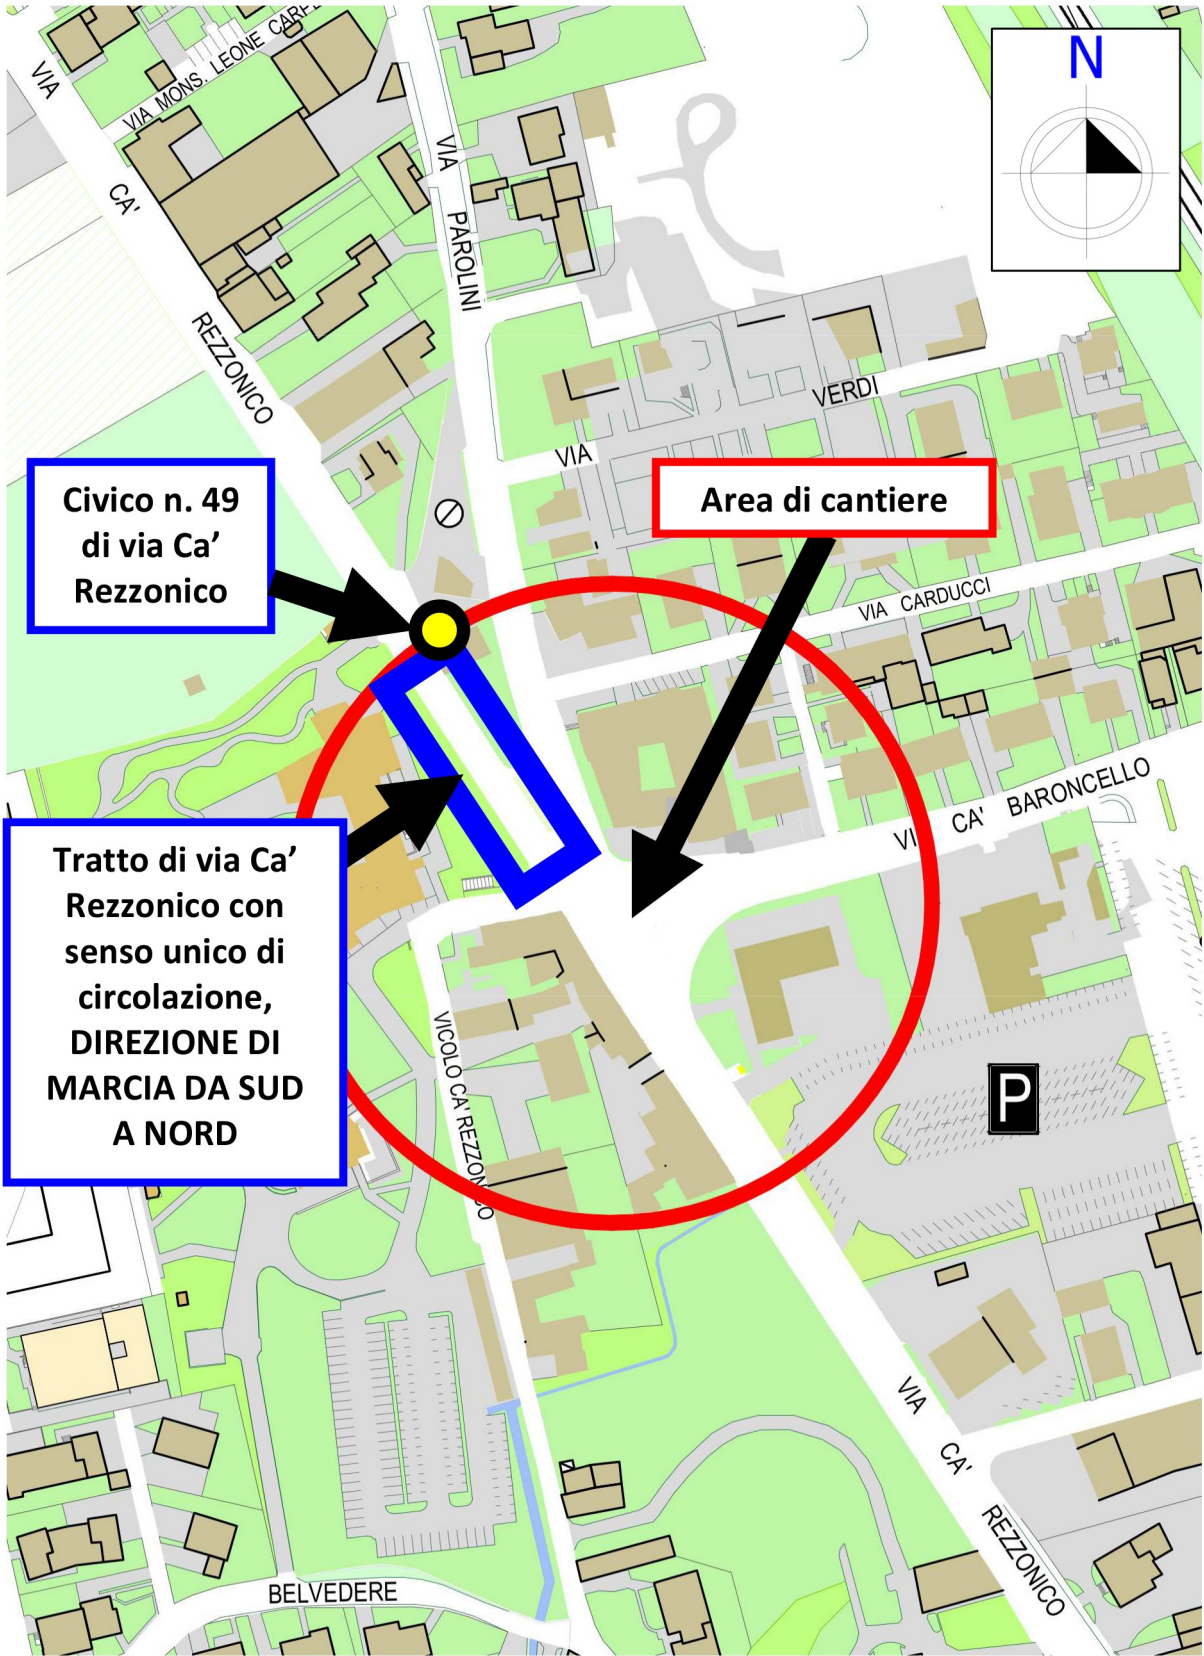 VIA MONS. LEONE
VIA
CA'
REZZONICO
VIA
PAROLINI
N
VIA
VERDI
Civico n. 49
di via Ca'
Rezzonico
Area di cantiere
VIA CARDUCCI
CA' BARONCELLO
Tratto di via Ca'
Rezzonico con
senso unico di
circolazione,
DIREZIONE DI
MARCIA DA SUD
A NORD
VICOLO CA' REZZONICO
P
VIA
CA'
REZZONICO
BELVEDERE